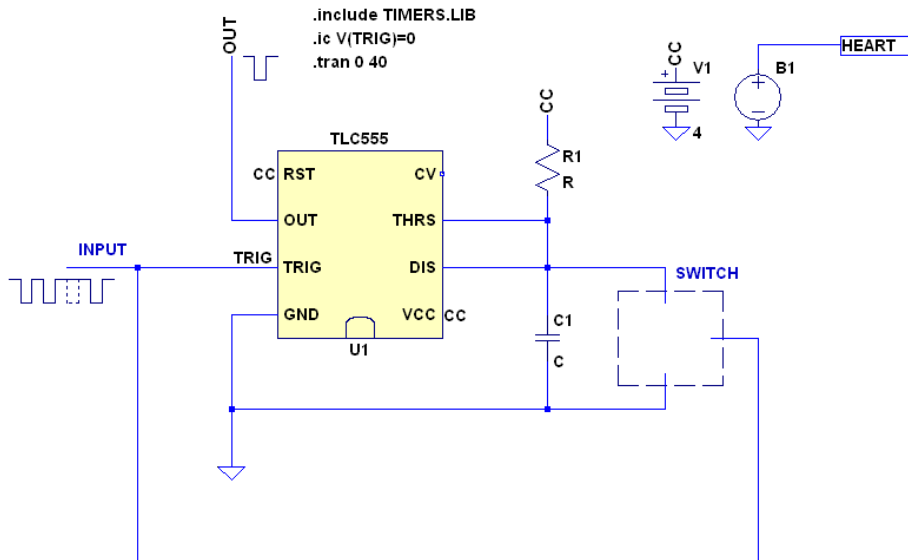 .include TIMERS.LIB
.ic V(TRIG)=0
.tran 0 40
OUT
HEART
CC
V1
B1
4
TLC555
CC
R1
R
CC RST
CV
OUT
THRS
INPUT
TRIG
TRIG
DIS
SWITCH
GND
VCC CC
C1
U1
C